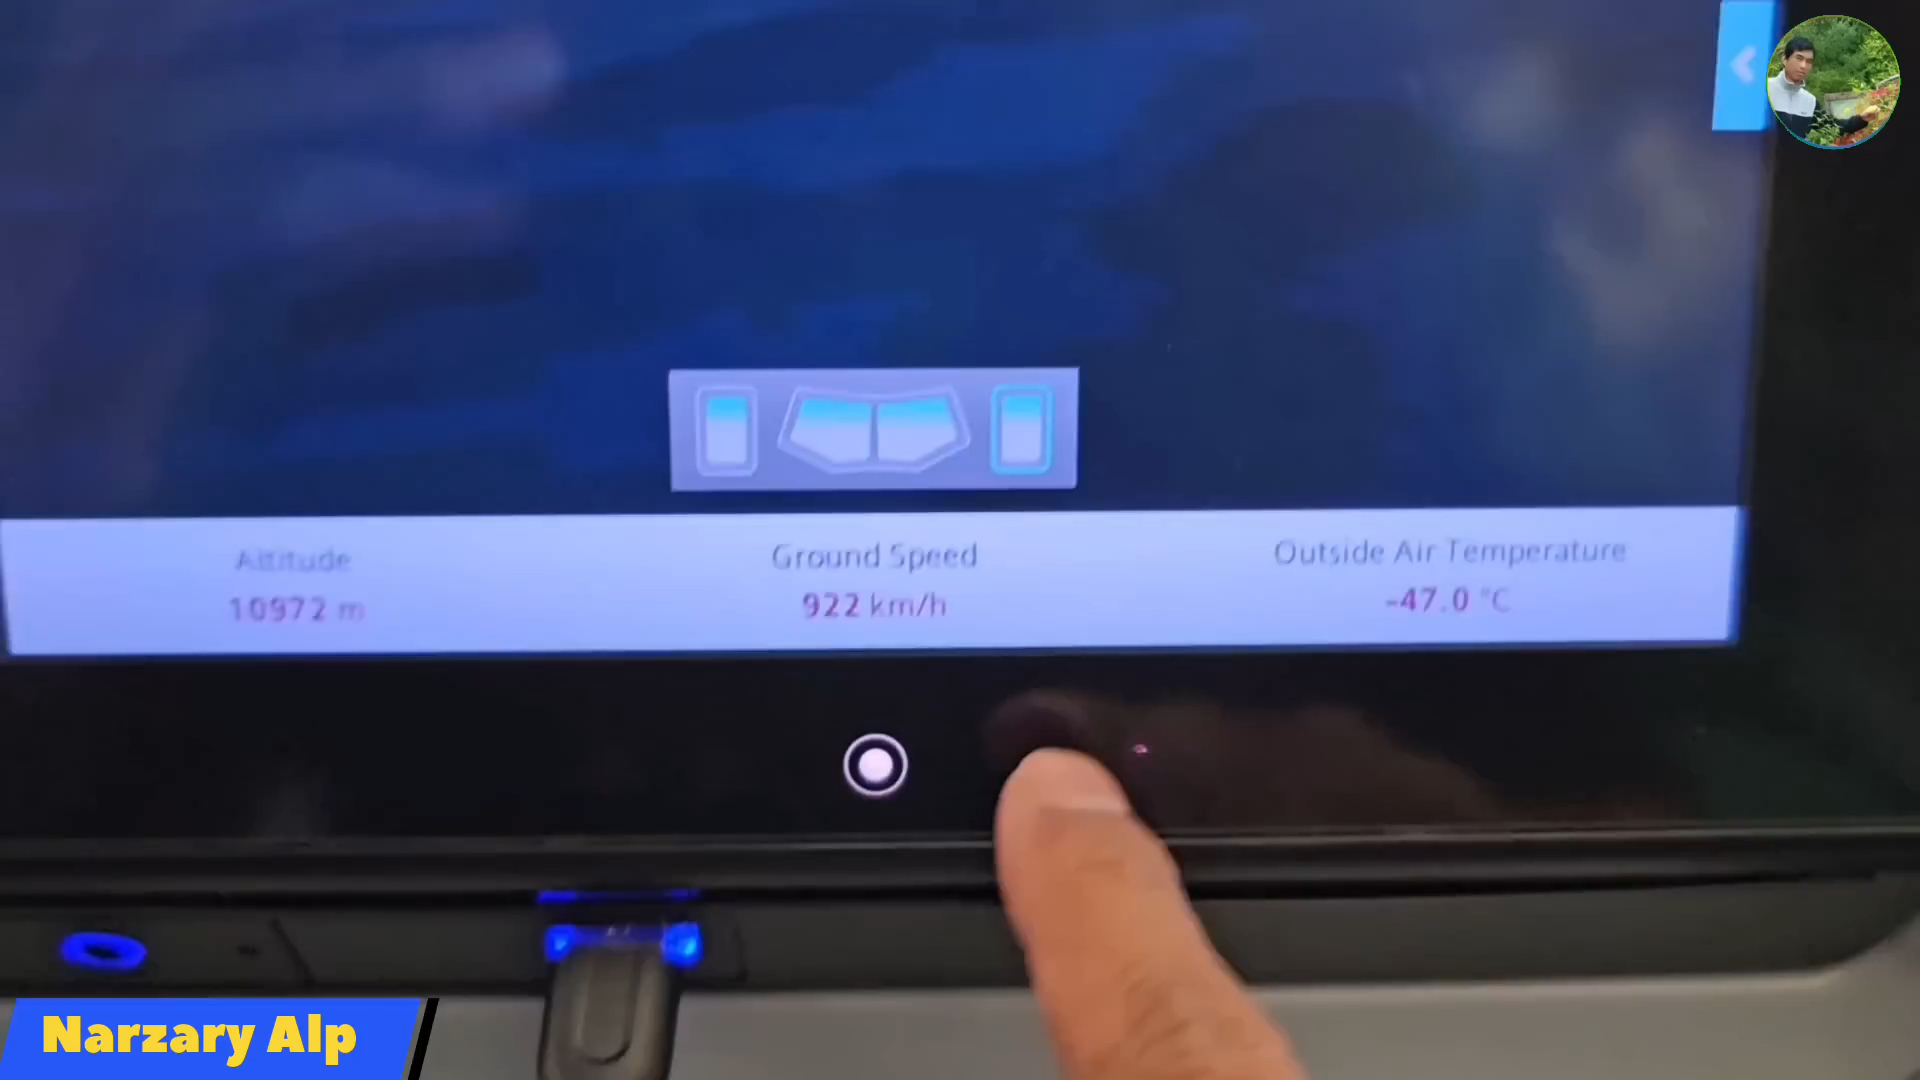 Altitude
10972 m
Ground Speed
922 km/h
Outside Air Temperature
-47.0 °C
Narzary Alp